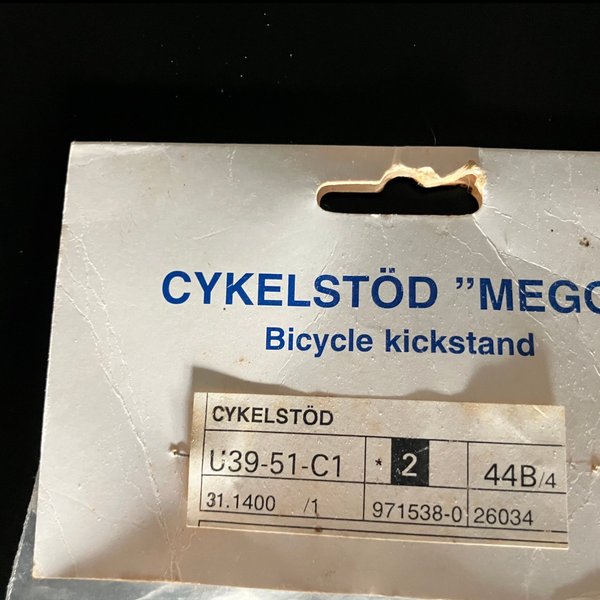 CYKELSTÖD ”MEGO
Bicycle kickstand
CYKELSTÖD
U39-51-C1 * 2 44B/4
31.1400 /1 971538-0 26034